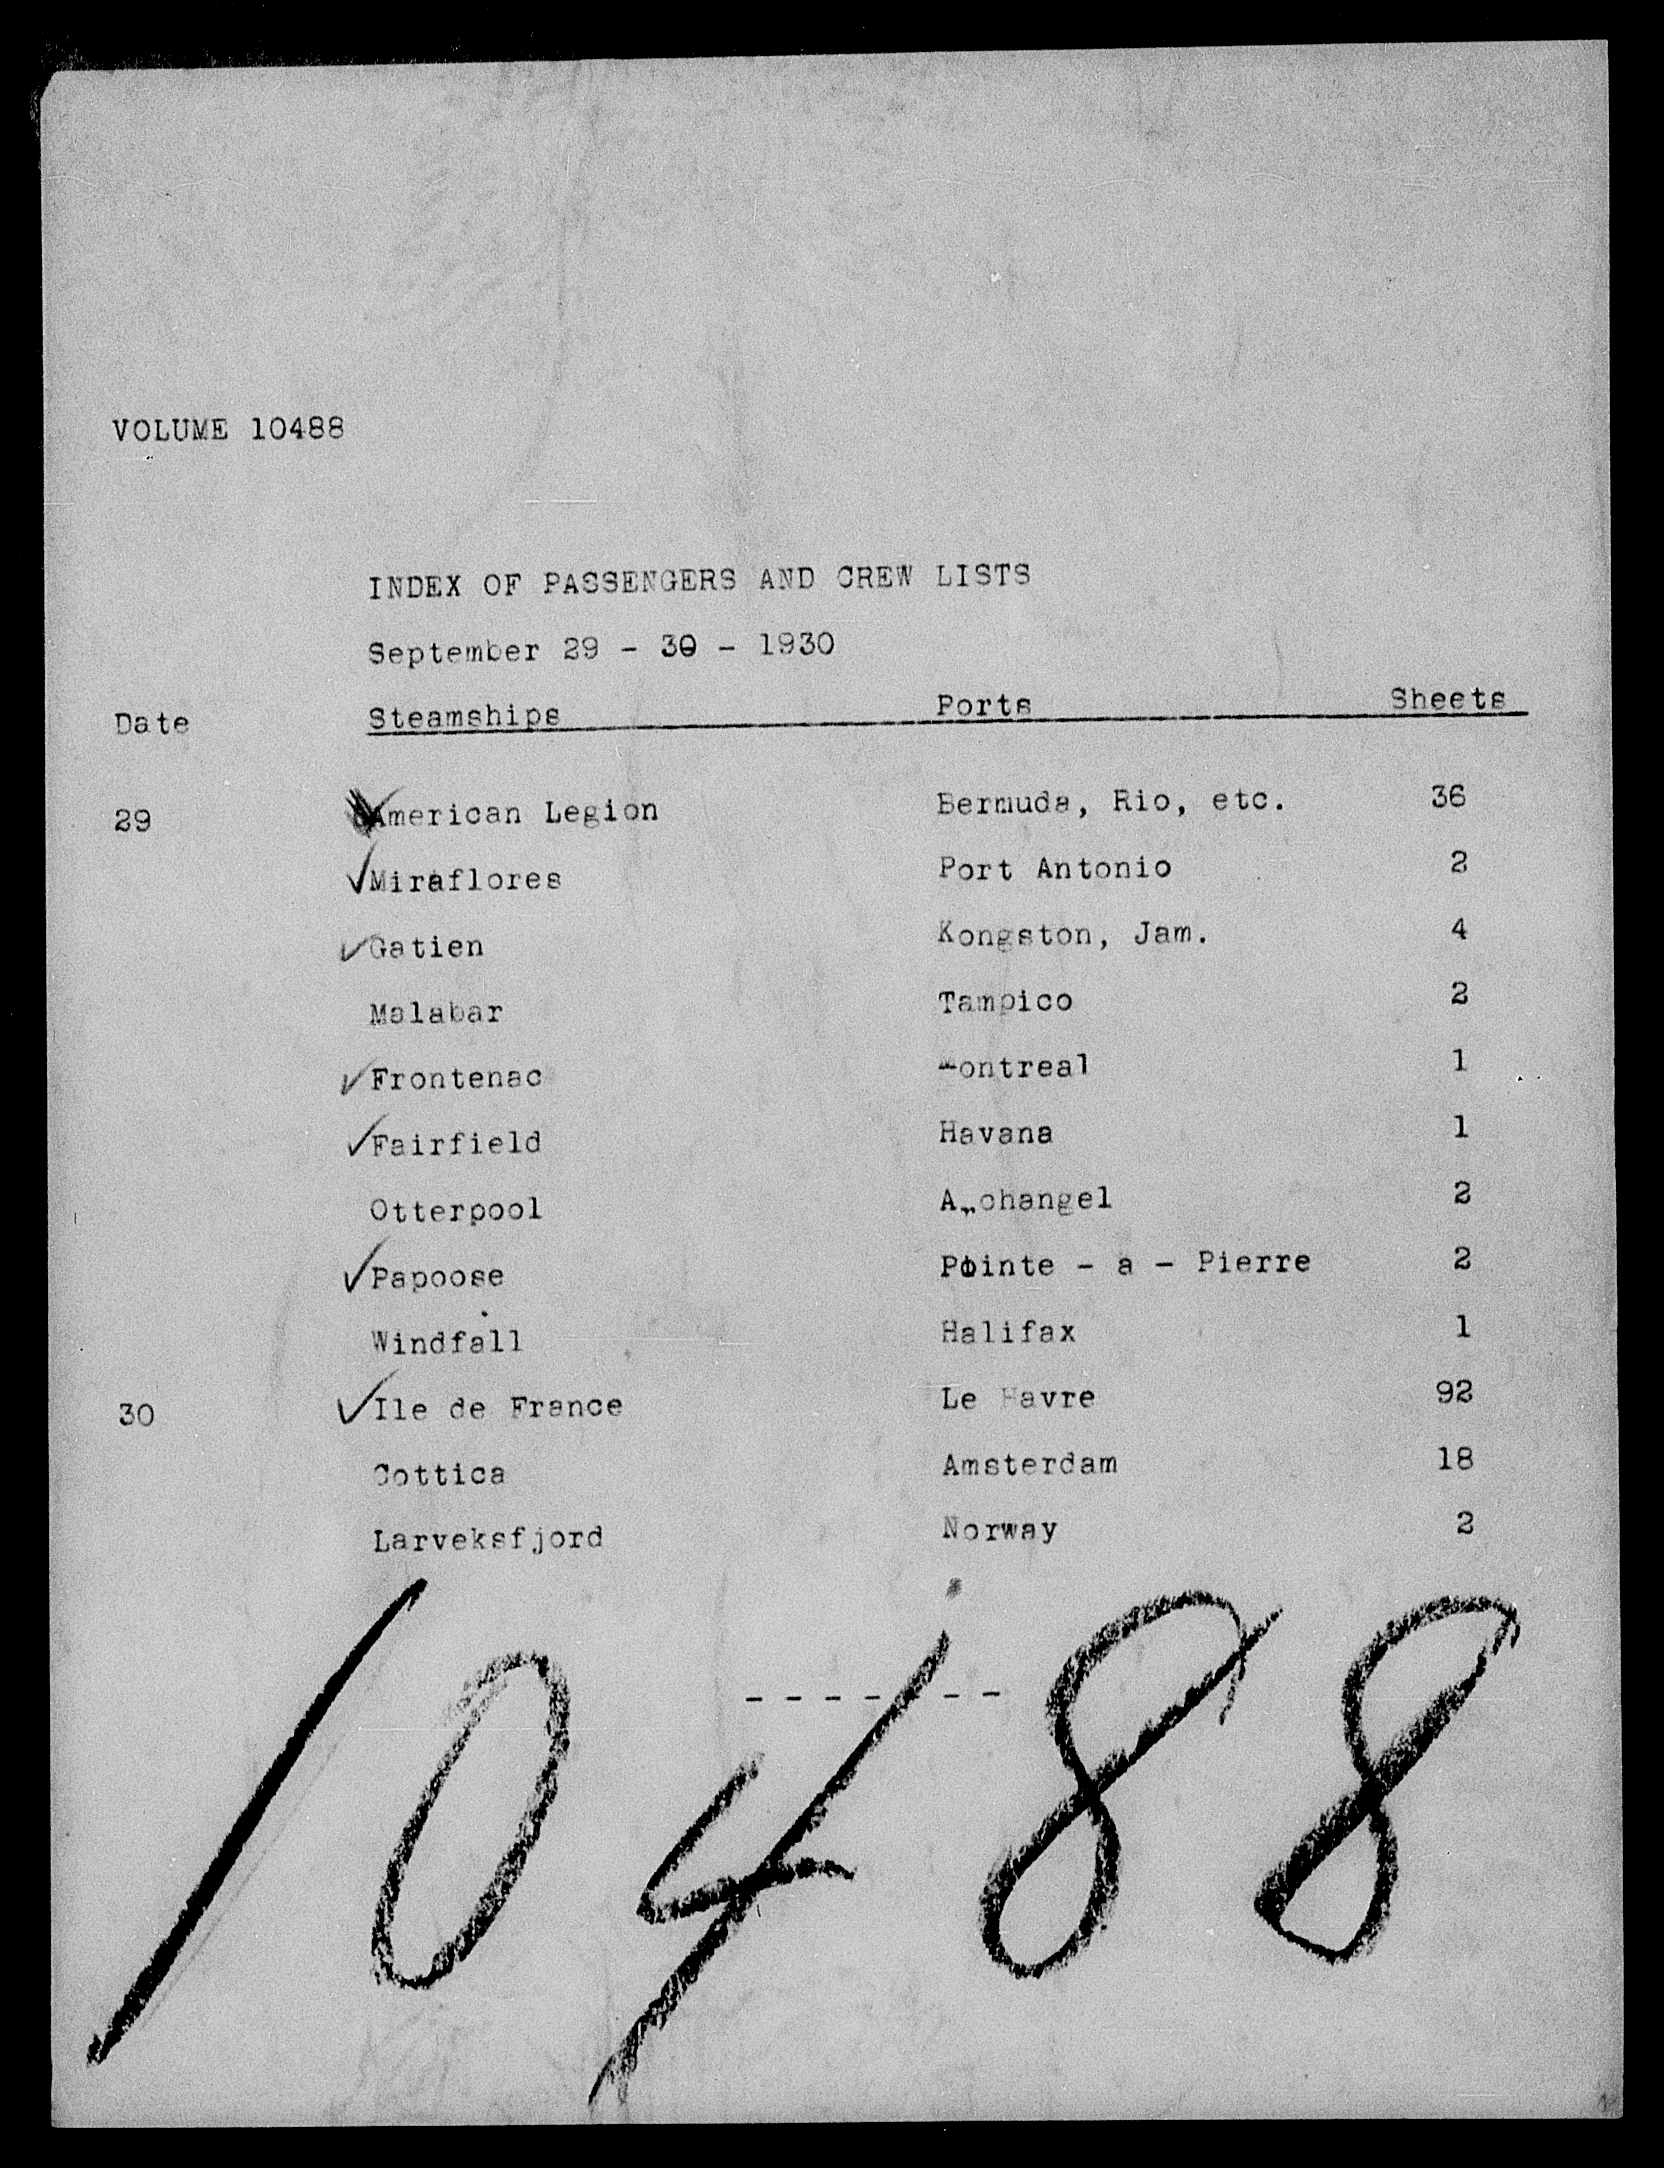 VOLUME 10488
INDEX OF PASSENGERS AND CREW LISTS
September 29 - 30 - 1930
Date Steamships Ports Sheets
29 American Legion Bermuda, Rio, etc. 36
✓Miraflores Port Antonio 2
✓Gatien Kongston, Jam. 4
Malabar Tampico 2
✓Frontenac Montreal 1
✓Fairfield Havana 1
Otterpool Archangel 2
✓Papoose Pointe - a - Pierre 2
Windfall Halifax 1
30 ✓Ile de France Le Havre 92
Cottica Amsterdam 18
Larveksfjord Norway 2
- - - - - - -
10488